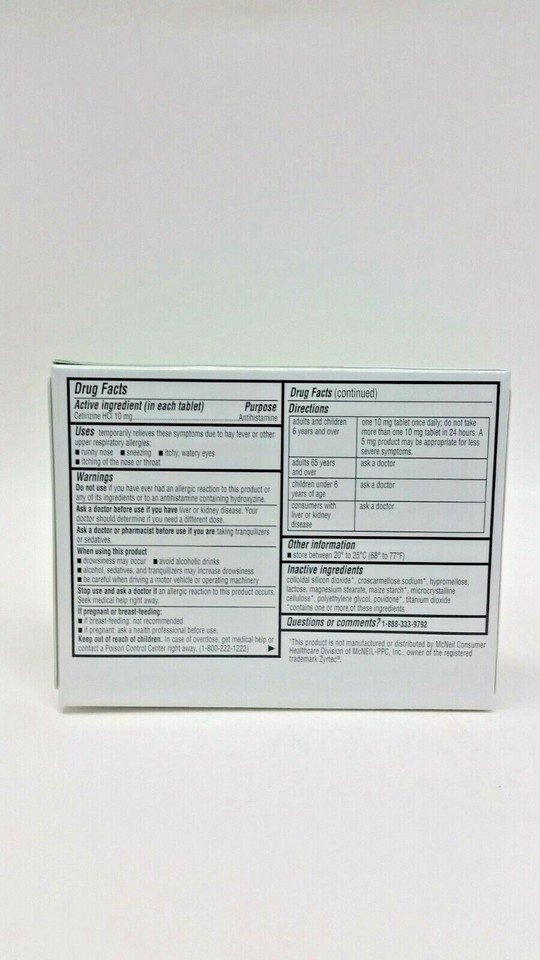 Drug Facts
Active ingredient (in each tablet) Purpose
Cetirizine HCl 10 mg Antihistamine
Uses temporarily relieves these symptoms due to hay fever or other
upper respiratory allergies:
■ runny nose ■ sneezing ■ itchy, watery eyes
■ itching of the nose or throat
Warnings
Do not use if you have ever had an allergic reaction to this product or
any of its ingredients or to an antihistamine containing hydroxyzine.
Ask a doctor before use if you have liver or kidney disease. Your
doctor should determine if you need a different dose.
Ask a doctor or pharmacist before use if you are taking tranquilizers
or sedatives.
When using this product
■ drowsiness may occur ■ avoid alcoholic drinks
■ alcohol, sedatives, and tranquilizers may increase drowsiness
■ be careful when driving a motor vehicle or operating machinery
Stop use and ask a doctor if an allergic reaction to this product occurs.
Seek medical help right away.
If pregnant or breast-feeding:
■ if breast-feeding: not recommended
■ if pregnant: ask a health professional before use.
Keep out of reach of children. In case of overdose, get medical help or
contact a Poison Control Center right away. (1-800-222-1222) ▶
Drug Facts (continued)
Directions
adults and children
6 years and over
one 10 mg tablet once daily; do not take
more than one 10 mg tablet in 24 hours. A
5 mg product may be appropriate for less
severe symptoms.
adults 65 years
and over
ask a doctor
children under 6
years of age
ask a doctor
consumers with
liver or kidney
disease
ask a doctor
Other information
■ store between 20° to 25°C (68° to 77°F)
Inactive ingredients
colloidal silicon dioxide*, croscarmellose sodium*, hypromellose,
lactose, magnesium stearate, maize starch*, microcrystalline
cellulose*, polyethylene glycol, povidone*, titanium dioxide
*contains one or more of these ingredients
Questions or comments? 1-888-333-9792
†This product is not manufactured or distributed by McNeil Consumer
Healthcare Division of McNEIL-PPC, Inc., owner of the registered
trademark Zyrtec®.